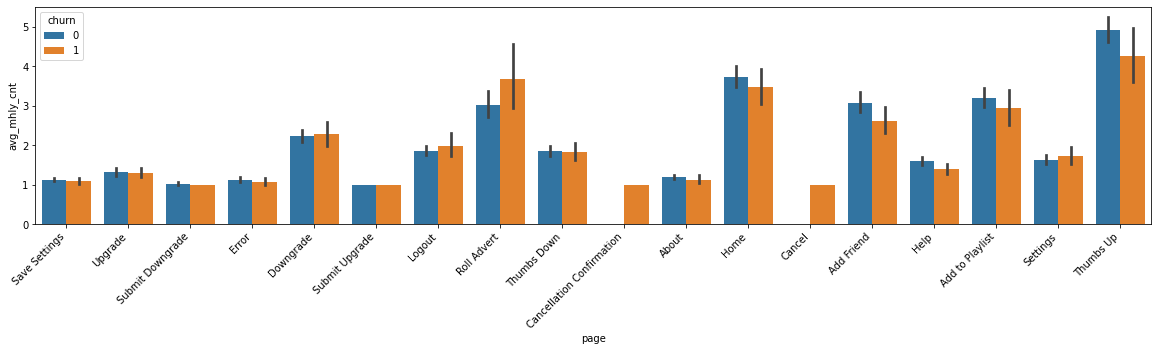 churn
0
1
5
4
3
2
1
0
avg_mhly_cnt
Save Settings
Upgrade
Submit Downgrade
Error
Downgrade
Submit Upgrade
Logout
Roll Advert
Thumbs Down
Cancellation Confirmation
About
Home
Cancel
Add Friend
Help
Add to Playlist
Settings
Thumbs Up
page